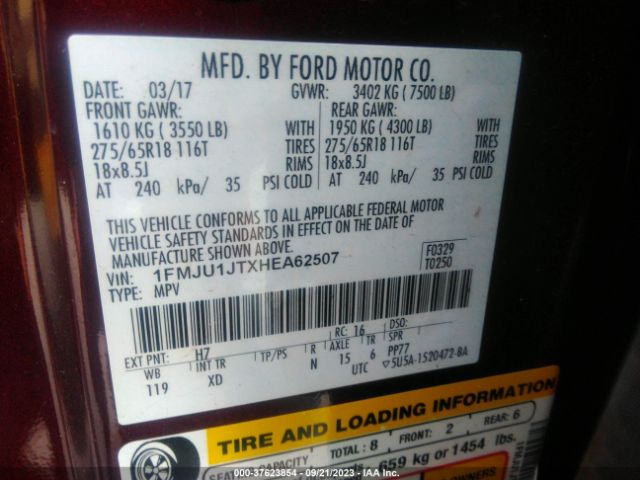 MFD. BY FORD MOTOR CO.
DATE: 03/17 GVWR: 3402 KG ( 7500 LB)
FRONT GAWR: REAR GAWR:
1610 KG ( 3550 LB) WITH 1950 KG ( 4300 LB) WITH
275/65R18 116T TIRES 275/65R18 116T TIRES
18x8.5J RIMS 18x8.5J RIMS
AT 240 kPa/ 35 PSI COLD AT 240 kPa/ 35 PSI COLD
THIS VEHICLE CONFORMS TO ALL APPLICABLE FEDERAL MOTOR
VEHICLE SAFETY STANDARDS IN EFFECT ON THE DATE OF
MANUFACTURE SHOWN ABOVE.
VIN: 1FMJU1JTXHEA62507 F0329
TYPE: MPV T0250
EXT PNT: H7 RC: 16 DSO:
WB INT TR TP/PS R AXLE TR SPR
119 XD N 15 6 PP77
UTC 5U5A-1520472-BA
TIRE AND LOADING INFORMATION
CAPACITY TOTAL: 8 FRONT: 2 REAR: 6
659 kg or 1454 lbs.
OWNERS
000-37623854 - 09/21/2023 - IAAI.COM